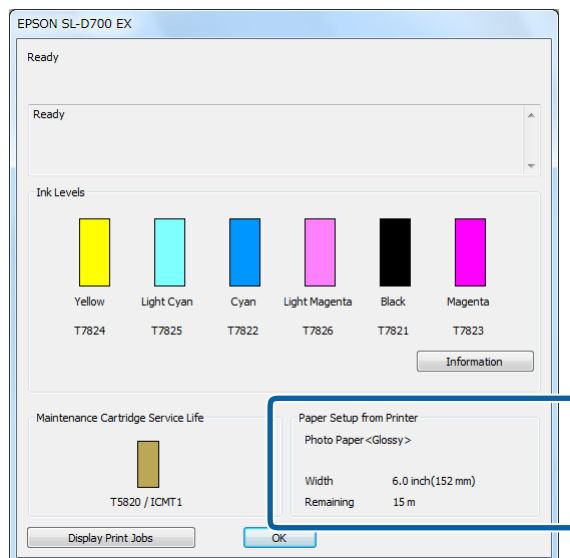 EPSON SL-D700 EX
Ready
Ready
Ink Levels
Yellow Light Cyan Cyan Light Magenta Black Magenta
T7824 T7825 T7822 T7826 T7821 T7823
Information
Maintenance Cartridge Service Life
T5820 / ICMT1
Paper Setup from Printer
Photo Paper<Glossy>
Width 6.0 inch(152 mm)
Remaining 15 m
Display Print Jobs OK